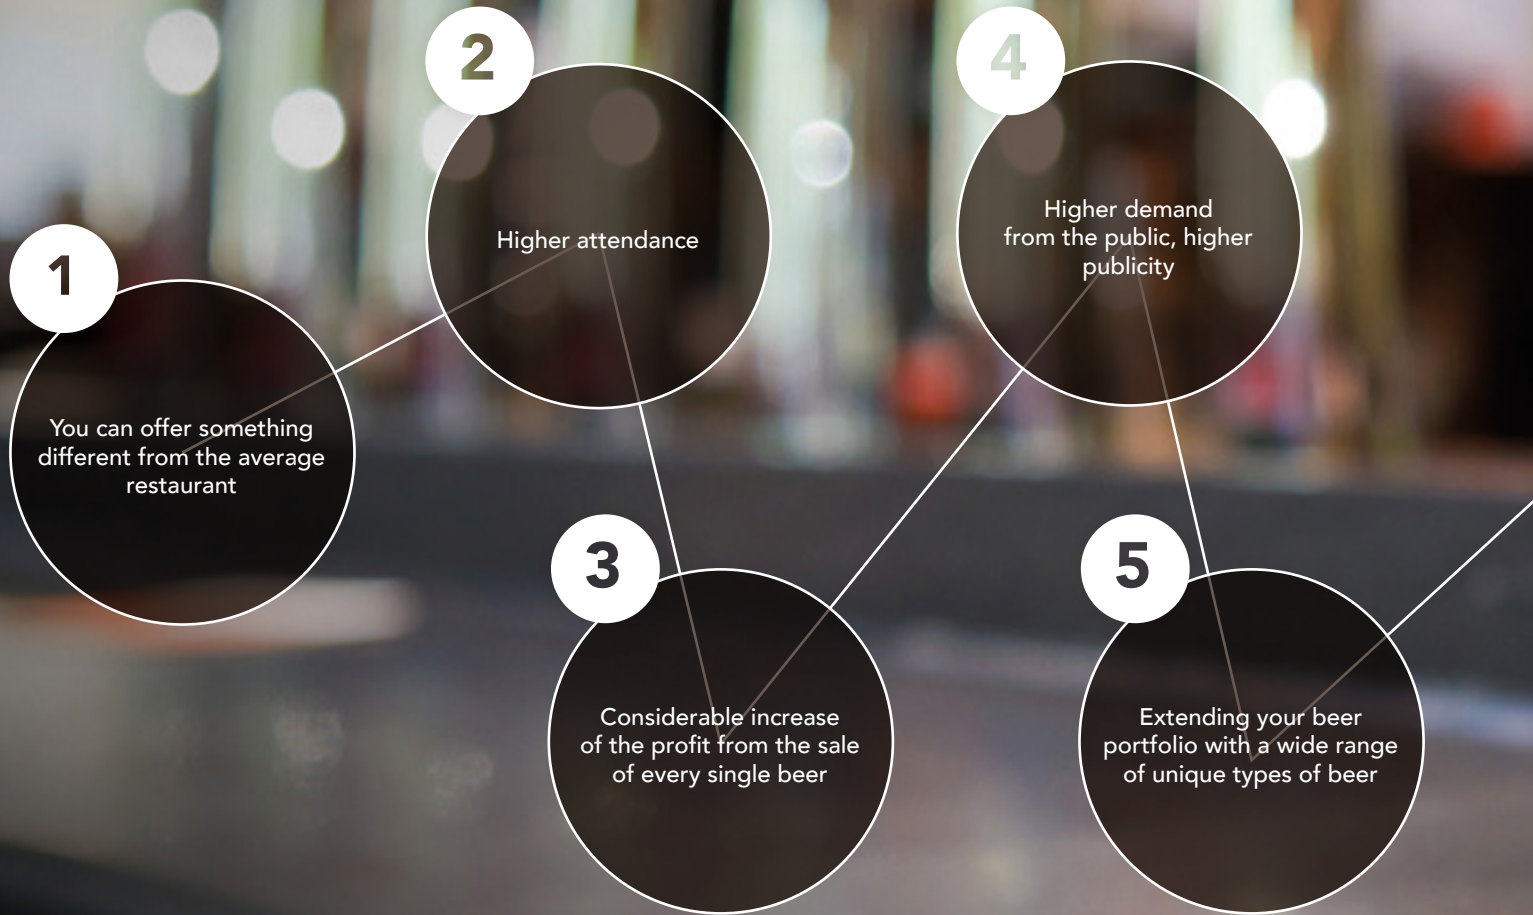 1
You can offer something
different from the average
restaurant
2
Higher attendance
3
Considerable increase
of the profit from the sale
of every single beer
4
Higher demand
from the public, higher
publicity
5
Extending your beer
portfolio with a wide range
of unique types of beer